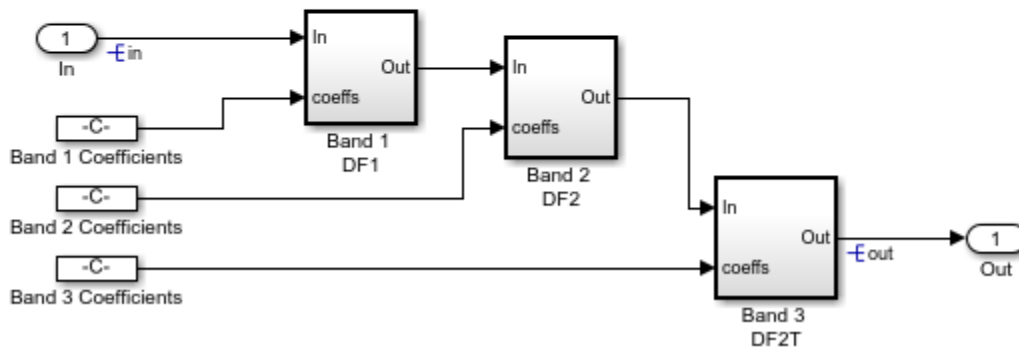 1
in
In
-C-
Band 1 Coefficients
-C-
Band 2 Coefficients
-C-
Band 3 Coefficients
In
Out
coeffs
Band 1
DF1
In
Out
coeffs
Band 2
DF2
In
Out
coeffs
Band 3
DF2T
out
1
Out